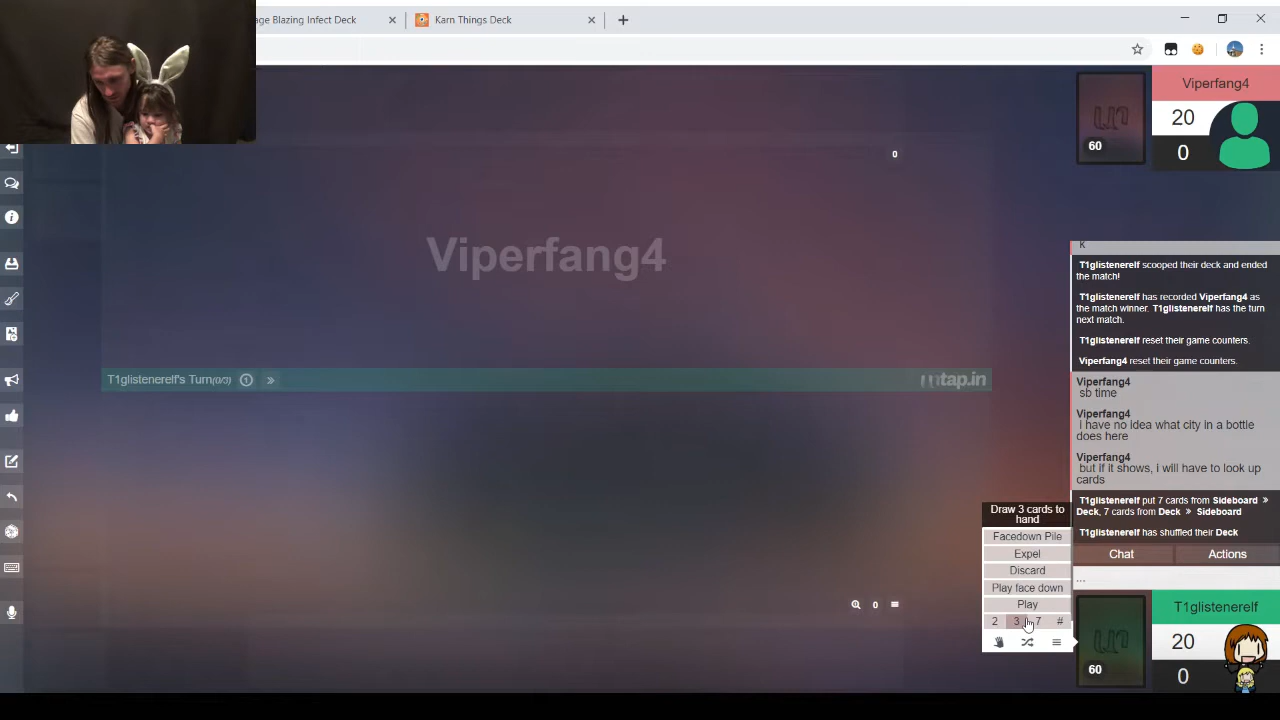 age Blazing Infect Deck
Karn Things Deck
Viperfang4
60
20
0
0
Viperfang4
K
T1glistenerelf scooped their deck and ended
the match!
T1glistenerelf has recorded Viperfang4 as
the match winner. T1glistenerelf has the turn
next match.
T1glistenerelf reset their game counters.
Viperfang4 reset their game counters.
T1glistenerelf's Turn(0/0) 1
untap.in
Viperfang4
sb time
Viperfang4
I have no idea what city in a bottle
does here
Viperfang4
but if it shows, i will have to look up
cards
T1glistenerelf put 7 cards from Sideboard »
Deck, 7 cards from Deck » Sideboard
T1glistenerelf has shuffled their Deck
Draw 3 cards to
hand
Facedown Pile
Expel
Discard
Play face down
Play
2 3 7 #
Chat
Actions
...
0
T1glistenerelf
60
20
0